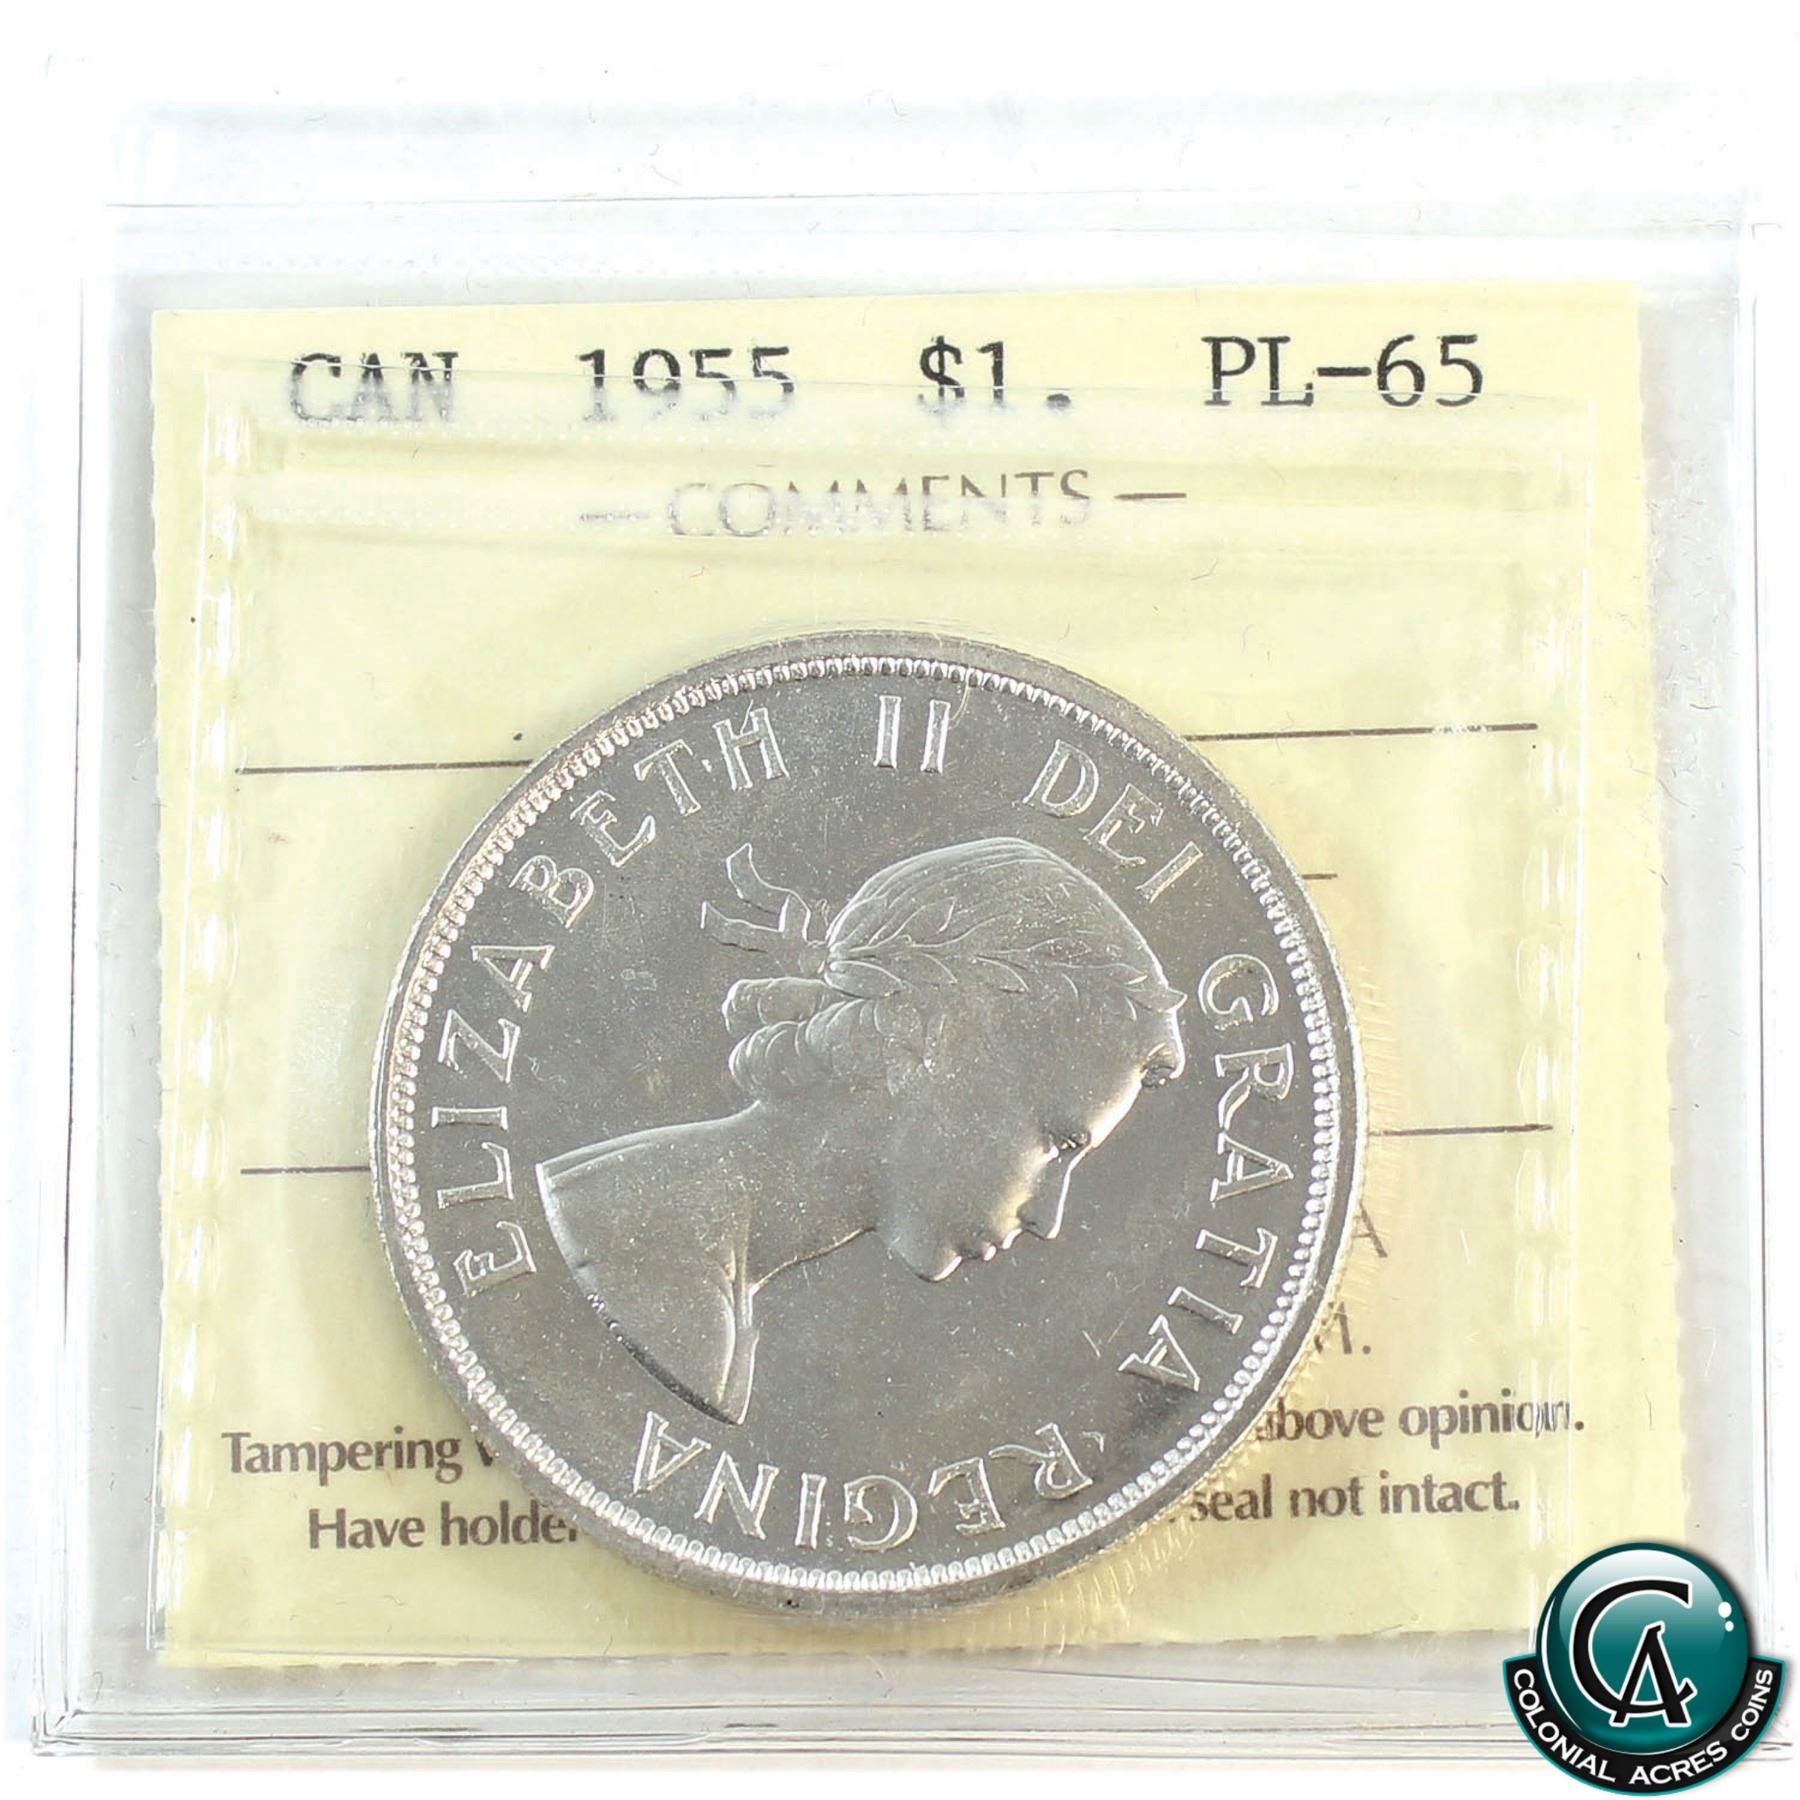 CAN 1955 $1. PL-65
— COMMENTS —
ELIZABETH II DEI GRATIA REGINA
A
M.
Tampering above opinion.
Have holder seal not intact.
CA
COLONIAL ACRES COINS